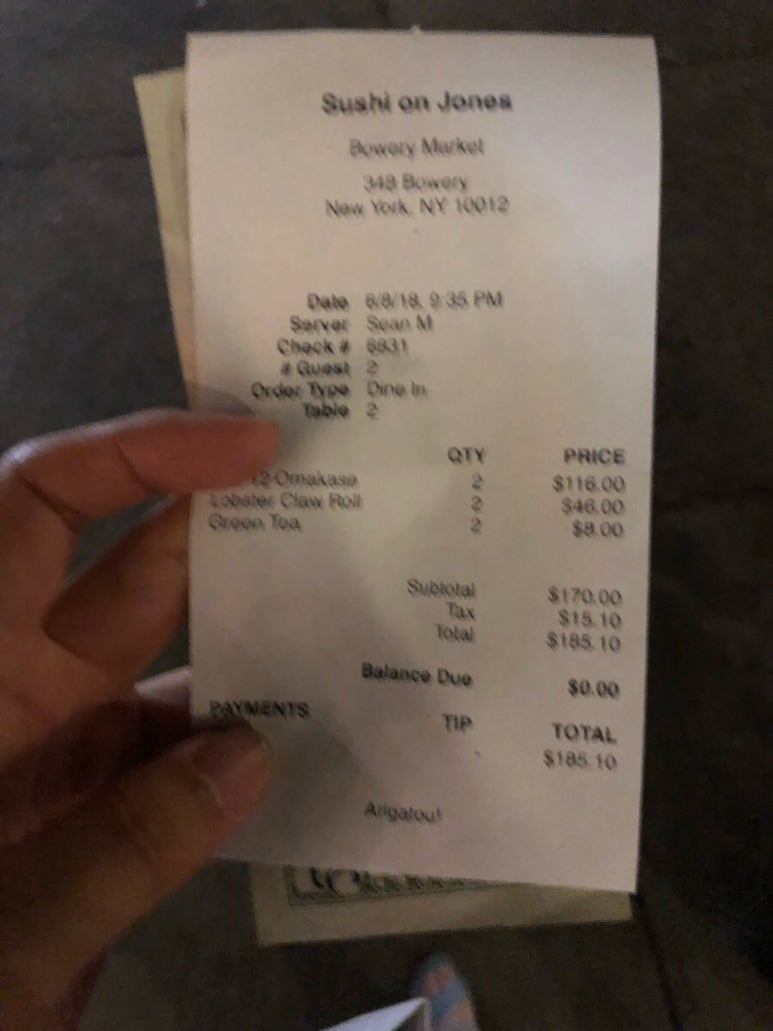 Sushi on Jones
Bowery Market
348 Bowery
New York, NY 10012
Date 6/8/18, 9:35 PM
Server Sean M
Check # 6831
# Guest 2
Order Type Dine In
Table 2
QTY PRICE
12 Omakase 2 $116.00
Lobster Claw Roll 2 $46.00
Green Tea 2 $8.00
Subtotal $170.00
Tax $15.10
Total $185.10
Balance Due $0.00
PAYMENTS TIP TOTAL
$185.10
Arigatou!